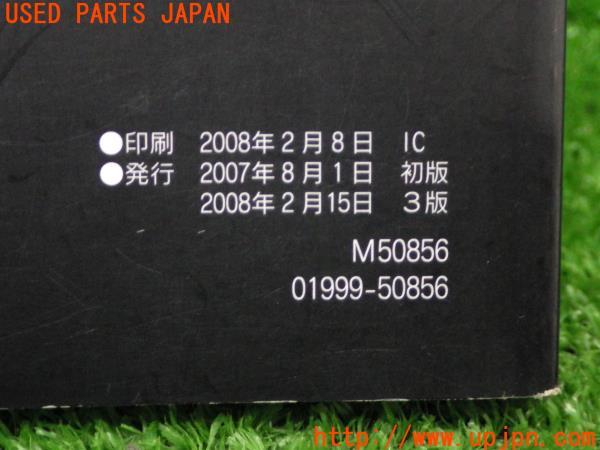 USED PARTS JAPAN
●印刷 2008年2月8日 IC
●発行 2007年8月1日 初版
2008年2月15日 3版
M50856
01999-50856
http://www.upjpn.com